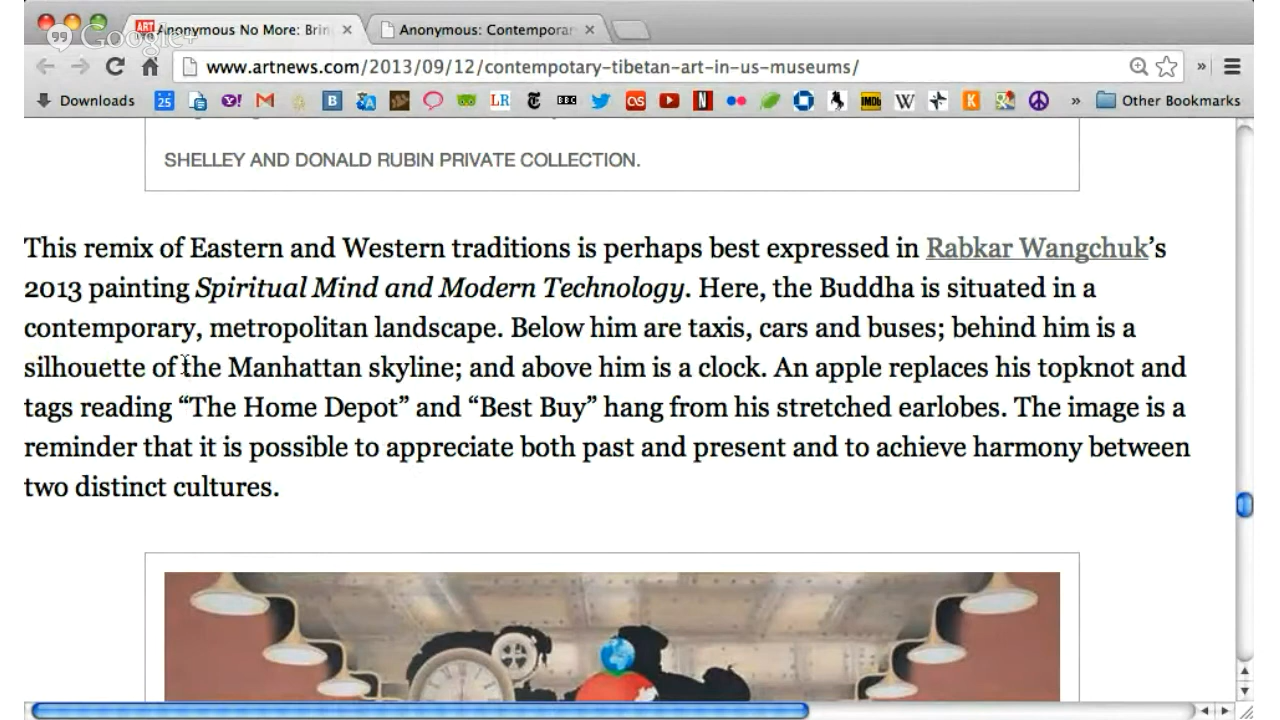 Anonymous No More: Brin
Anonymous: Contemporar
Google+
www.artnews.com/2013/09/12/contempotary-tibetan-art-in-us-museums/
Downloads
25
Y!
B
LR
BBC
IMDb
W
K
»
Other Bookmarks
SHELLEY AND DONALD RUBIN PRIVATE COLLECTION.
This remix of Eastern and Western traditions is perhaps best expressed in Rabkar Wangchuk’s
2013 painting Spiritual Mind and Modern Technology. Here, the Buddha is situated in a
contemporary, metropolitan landscape. Below him are taxis, cars and buses; behind him is a
silhouette of the Manhattan skyline; and above him is a clock. An apple replaces his topknot and
tags reading “The Home Depot” and “Best Buy” hang from his stretched earlobes. The image is a
reminder that it is possible to appreciate both past and present and to achieve harmony between
two distinct cultures.